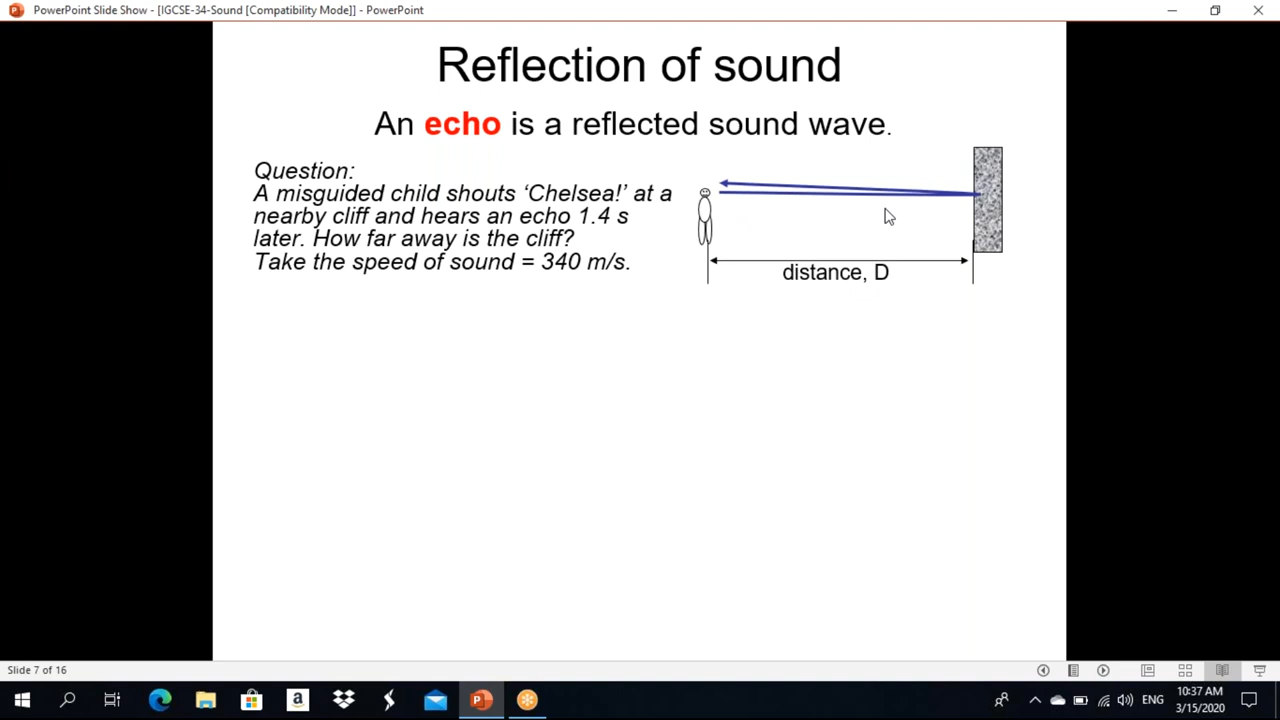 PowerPoint Slide Show - [IGCSE-34-Sound [Compatibility Mode]] - PowerPoint
Reflection of sound
An echo is a reflected sound wave.
Question:
A misguided child shouts ‘Chelsea!’ at a
nearby cliff and hears an echo 1.4 s
later. How far away is the cliff?
Take the speed of sound = 340 m/s.
distance, D
Slide 7 of 16
ENG
10:37 AM
3/15/2020